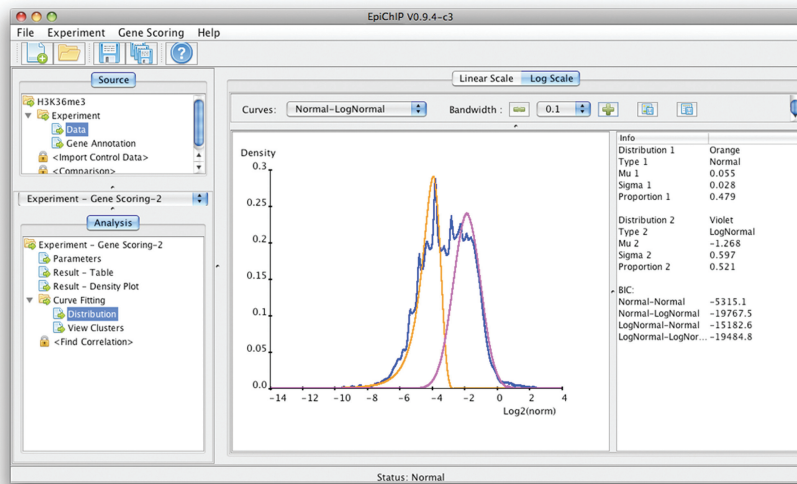 EpiChIP V0.9.4-c3
File Experiment Gene Scoring Help
Source
H3K36me3
Experiment
Data
Gene Annotation
<Import Control Data>
<Comparison>
Experiment - Gene Scoring-2
Analysis
Experiment - Gene Scoring-2
Parameters
Result - Table
Result - Density Plot
Curve Fitting
Distribution
View Clusters
<Find Correlation>
Linear Scale Log Scale
Curves: Normal-LogNormal Bandwidth : 0.1
Density
0.3
0.25
0.2
0.15
0.1
0.05
0.0
-14 -12 -10 -8 -6 -4 -2 0 2 4
Log2(norm)
Info
Distribution 1 Orange
Type 1 Normal
Mu 1 0.055
Sigma 1 0.028
Proportion 1 0.479
Distribution 2 Violet
Type 2 LogNormal
Mu 2 -1.268
Sigma 2 0.597
Proportion 2 0.521
BIC:
Normal-Normal -5315.1
Normal-LogNormal -19767.5
LogNormal-Normal -15182.6
LogNormal-LogNor... -19484.8
Status: Normal